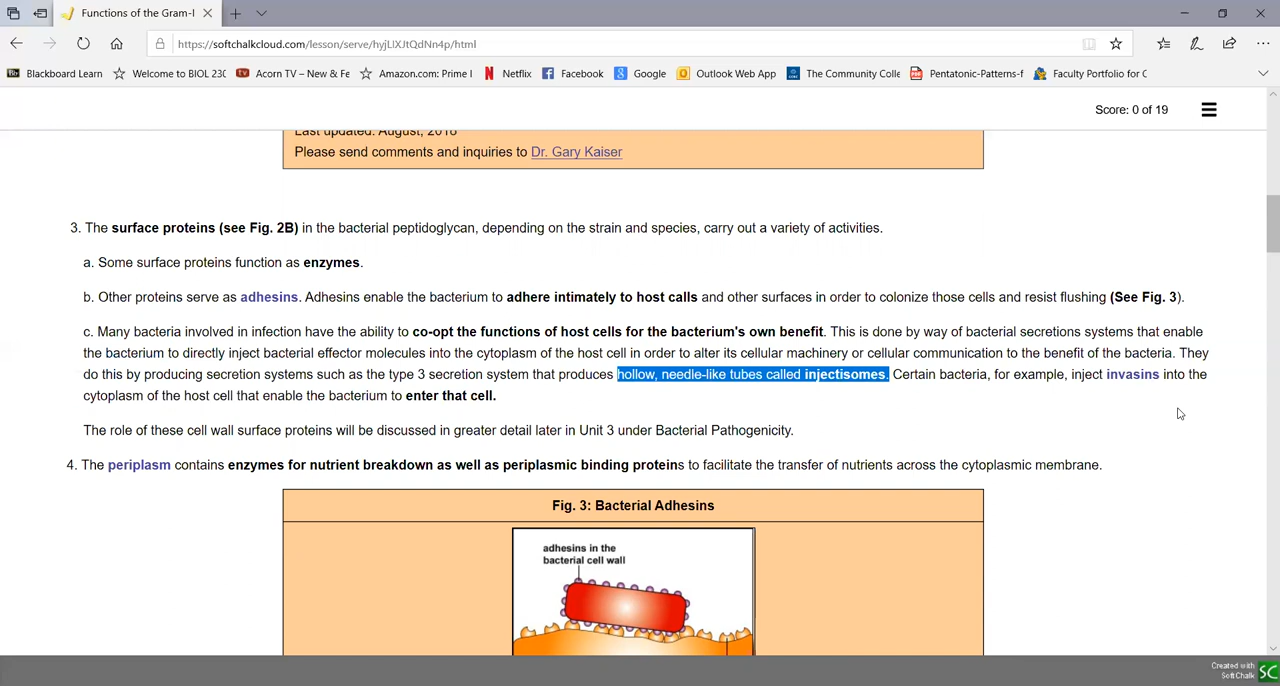 Functions of the Gram-
https://softchalkcloud.com/lesson/serve/hyjLlXJtQdNn4p/html
Bb Blackboard Learn Welcome to BIOL 230 Acorn TV – New & Fe Amazon.com: Prime I Netflix Facebook Google Outlook Web App The Community Colle Pentatonic-Patterns-f Faculty Portfolio for C
Score: 0 of 19
Last updated: August, 2018
Please send comments and inquiries to Dr. Gary Kaiser
3. The surface proteins (see Fig. 2B) in the bacterial peptidoglycan, depending on the strain and species, carry out a variety of activities.
a. Some surface proteins function as enzymes.
b. Other proteins serve as adhesins. Adhesins enable the bacterium to adhere intimately to host calls and other surfaces in order to colonize those cells and resist flushing (See Fig. 3).
c. Many bacteria involved in infection have the ability to co-opt the functions of host cells for the bacterium's own benefit. This is done by way of bacterial secretions systems that enable
the bacterium to directly inject bacterial effector molecules into the cytoplasm of the host cell in order to alter its cellular machinery or cellular communication to the benefit of the bacteria. They
do this by producing secretion systems such as the type 3 secretion system that produces hollow, needle-like tubes called injectisomes. Certain bacteria, for example, inject invasins into the
cytoplasm of the host cell that enable the bacterium to enter that cell.
The role of these cell wall surface proteins will be discussed in greater detail later in Unit 3 under Bacterial Pathogenicity.
4. The periplasm contains enzymes for nutrient breakdown as well as periplasmic binding proteins to facilitate the transfer of nutrients across the cytoplasmic membrane.
Fig. 3: Bacterial Adhesins
adhesins in the
bacterial cell wall
Created with
SoftChalk SC